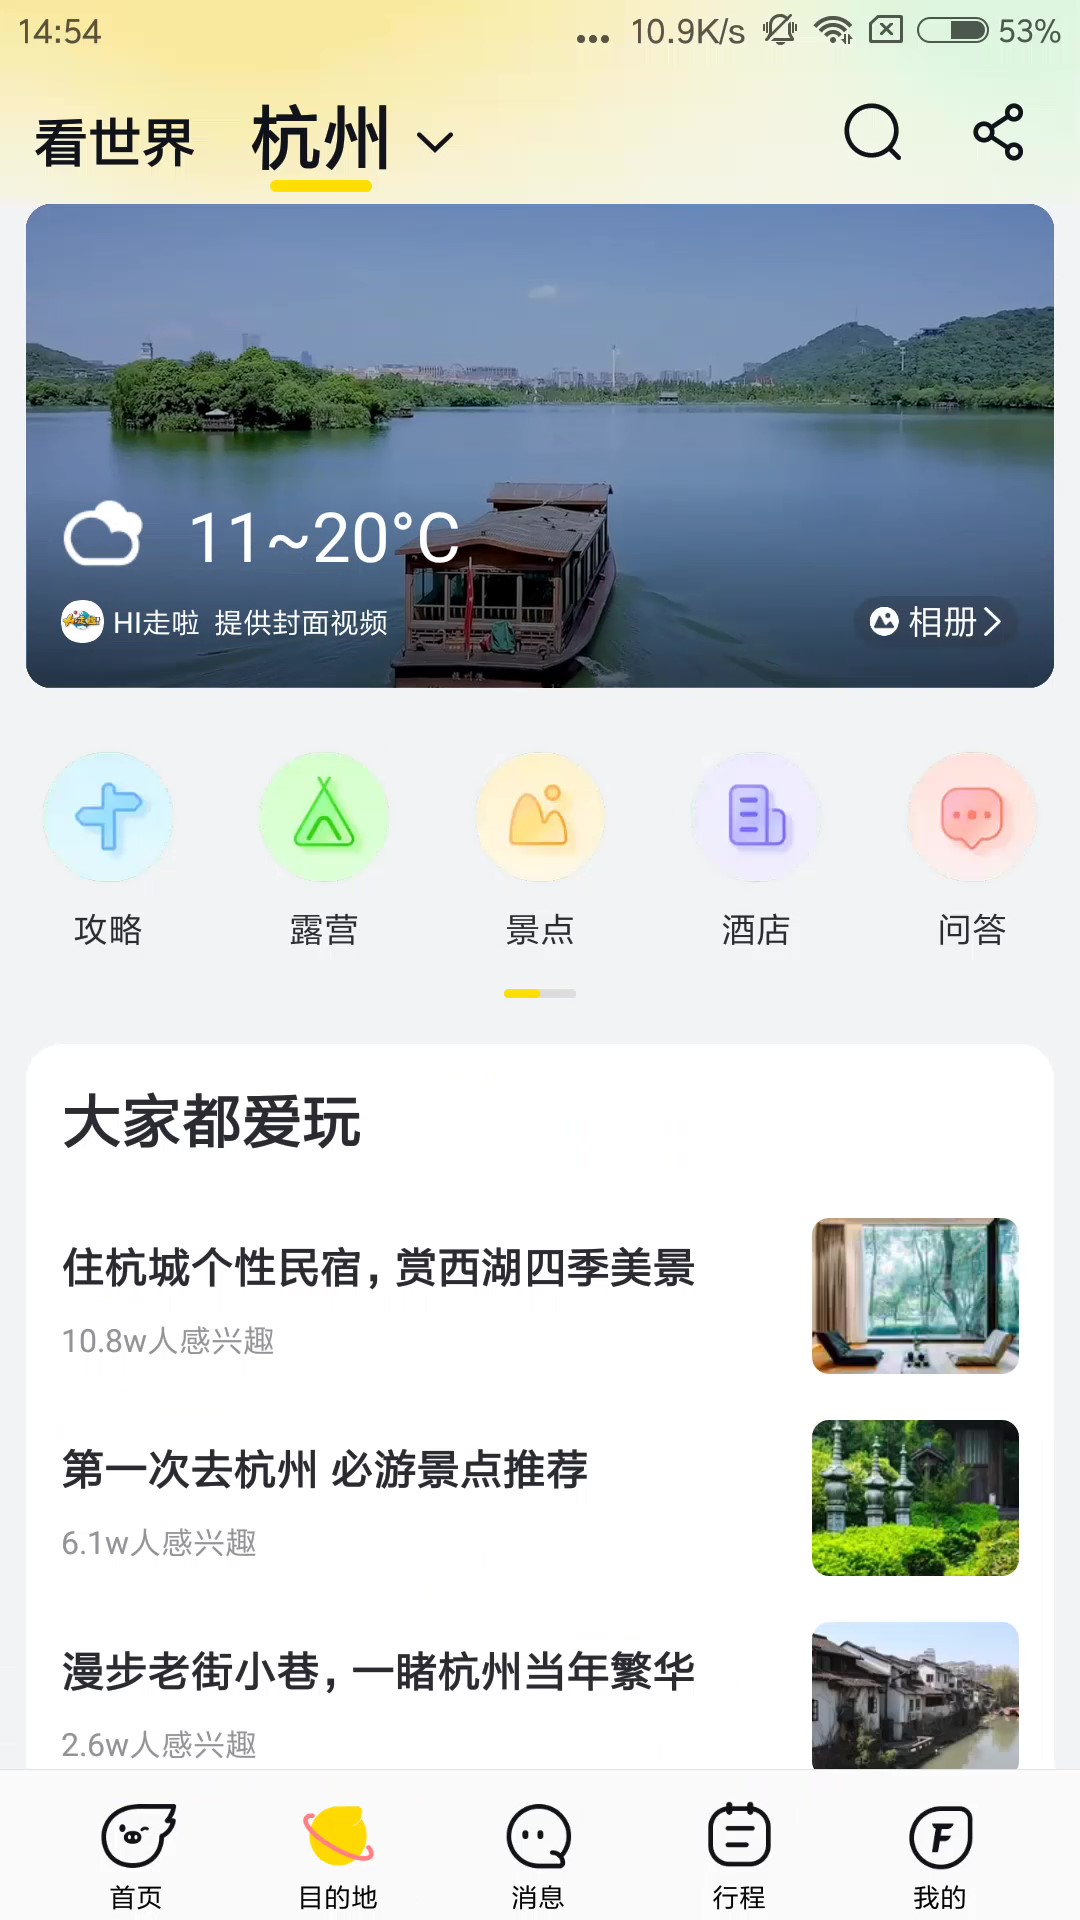 14:54 ... 10.9K/s 53%
看世界 杭州
11~20°C
HI走啦 提供封面视频
相册
攻略 露营 景点 酒店 问答
大家都爱玩
住杭城个性民宿，赏西湖四季美景
10.8w人感兴趣
第一次去杭州 必游景点推荐
6.1w人感兴趣
漫步老街小巷，一睹杭州当年繁华
2.6w人感兴趣
首页 目的地 消息 行程 我的